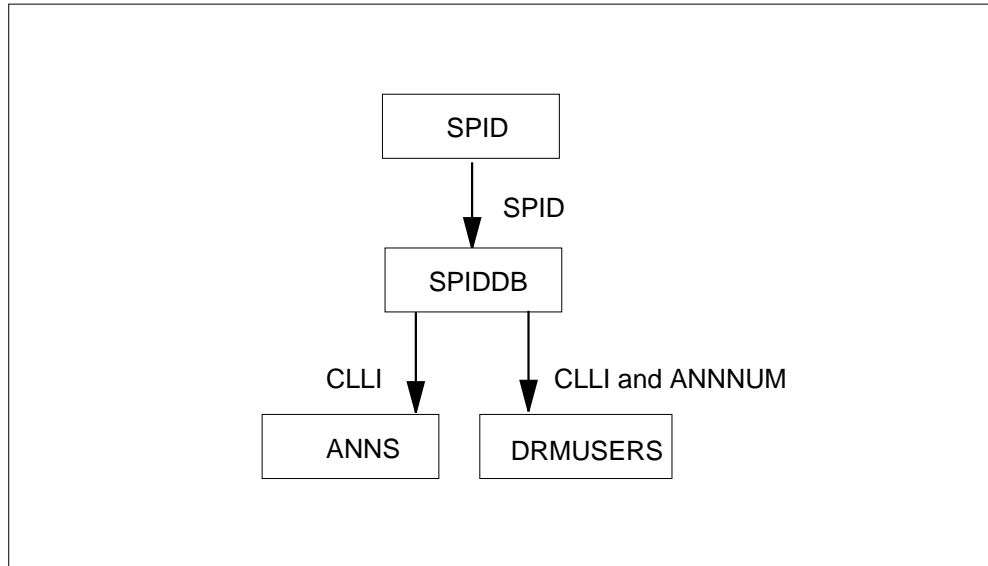 SPID
SPID
SPIDDB
CLLI
CLLI and ANNNUM
ANNS
DRMUSERS